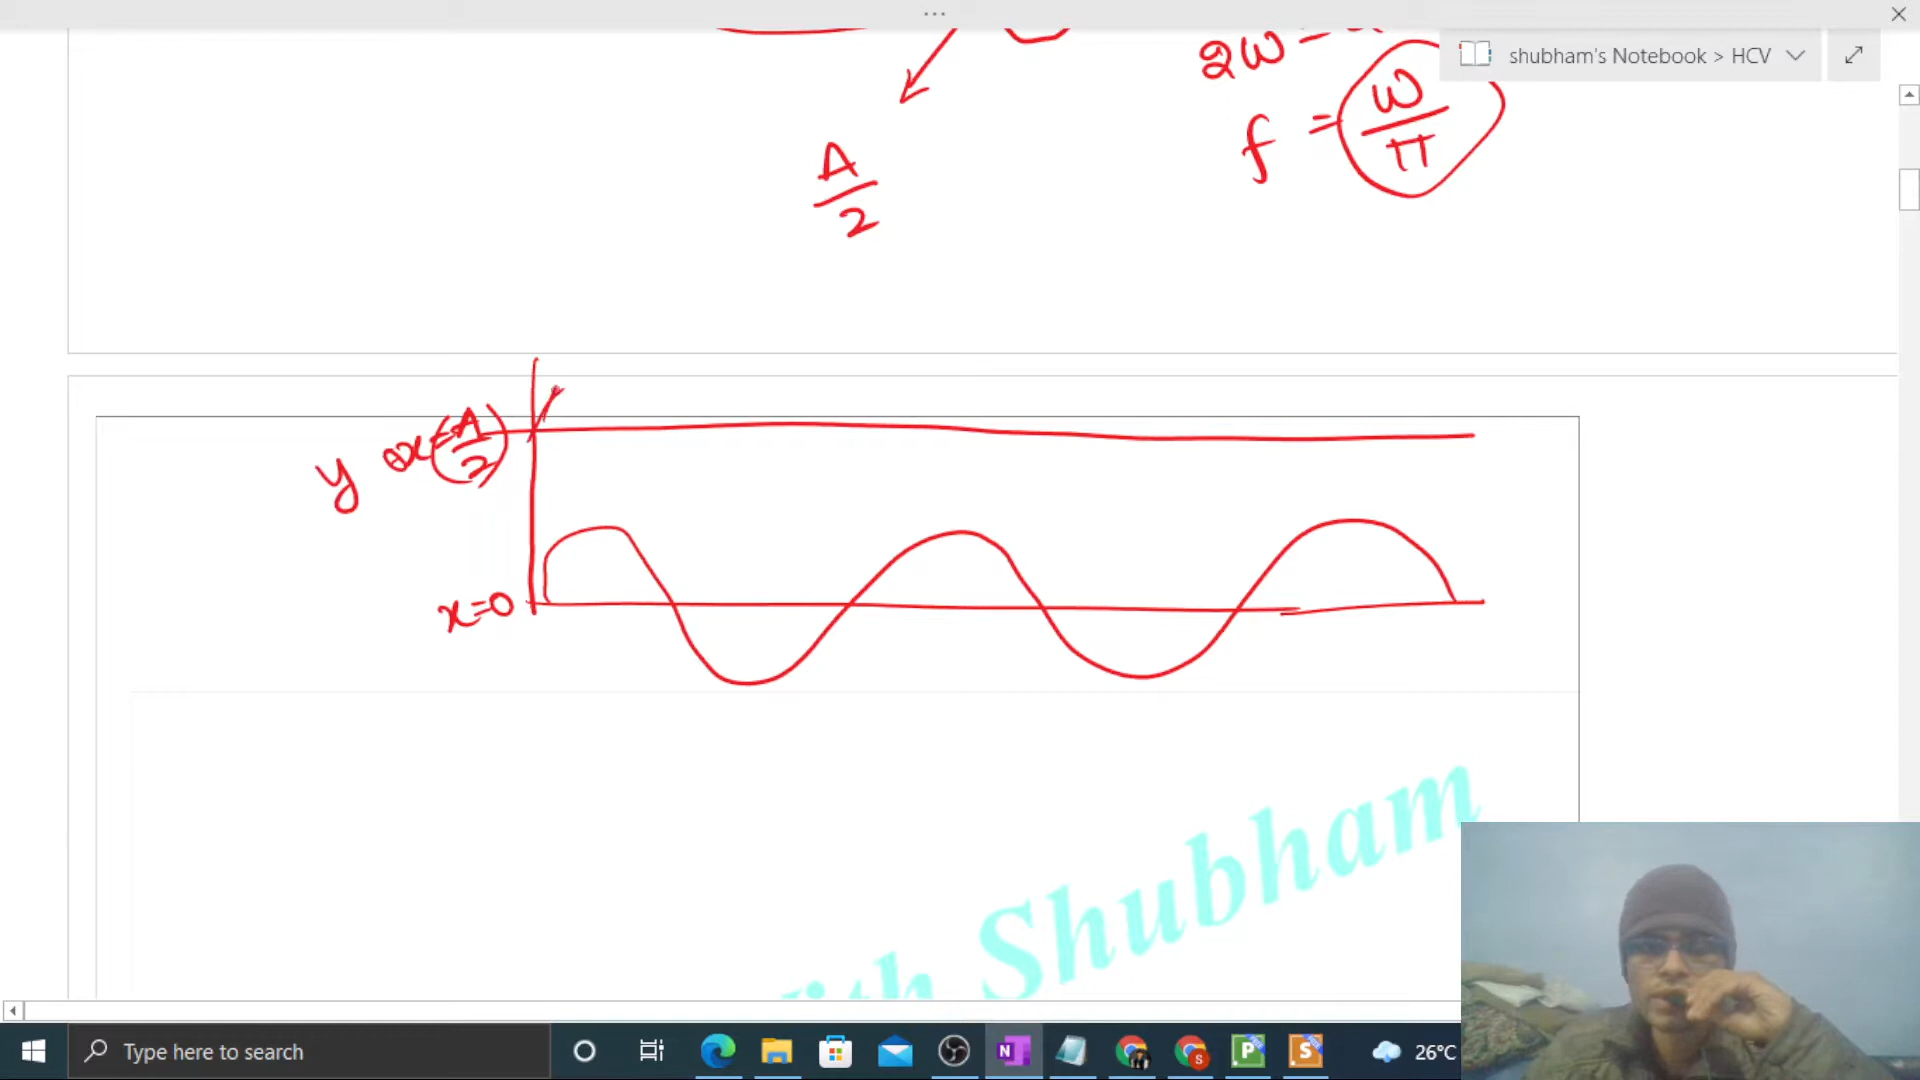 ...
2ω =
shubham's Notebook > HCV
f = ω/π
A/2
y x = A/2
x=0
Shubham
Type here to search
26°C